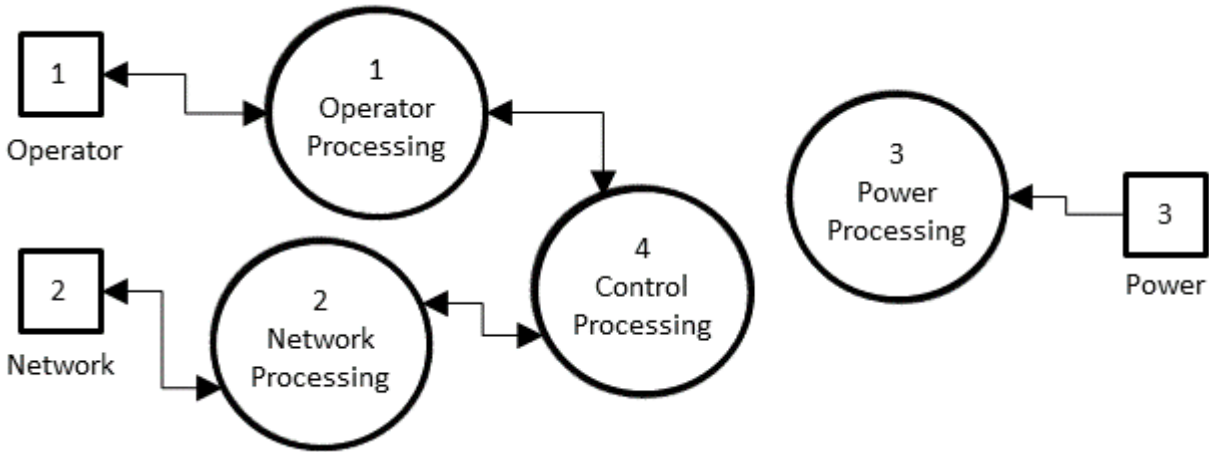 1
Operator
1
Operator
Processing
2
Network
2
Network
Processing
4
Control
Processing
3
Power
Processing
3
Power